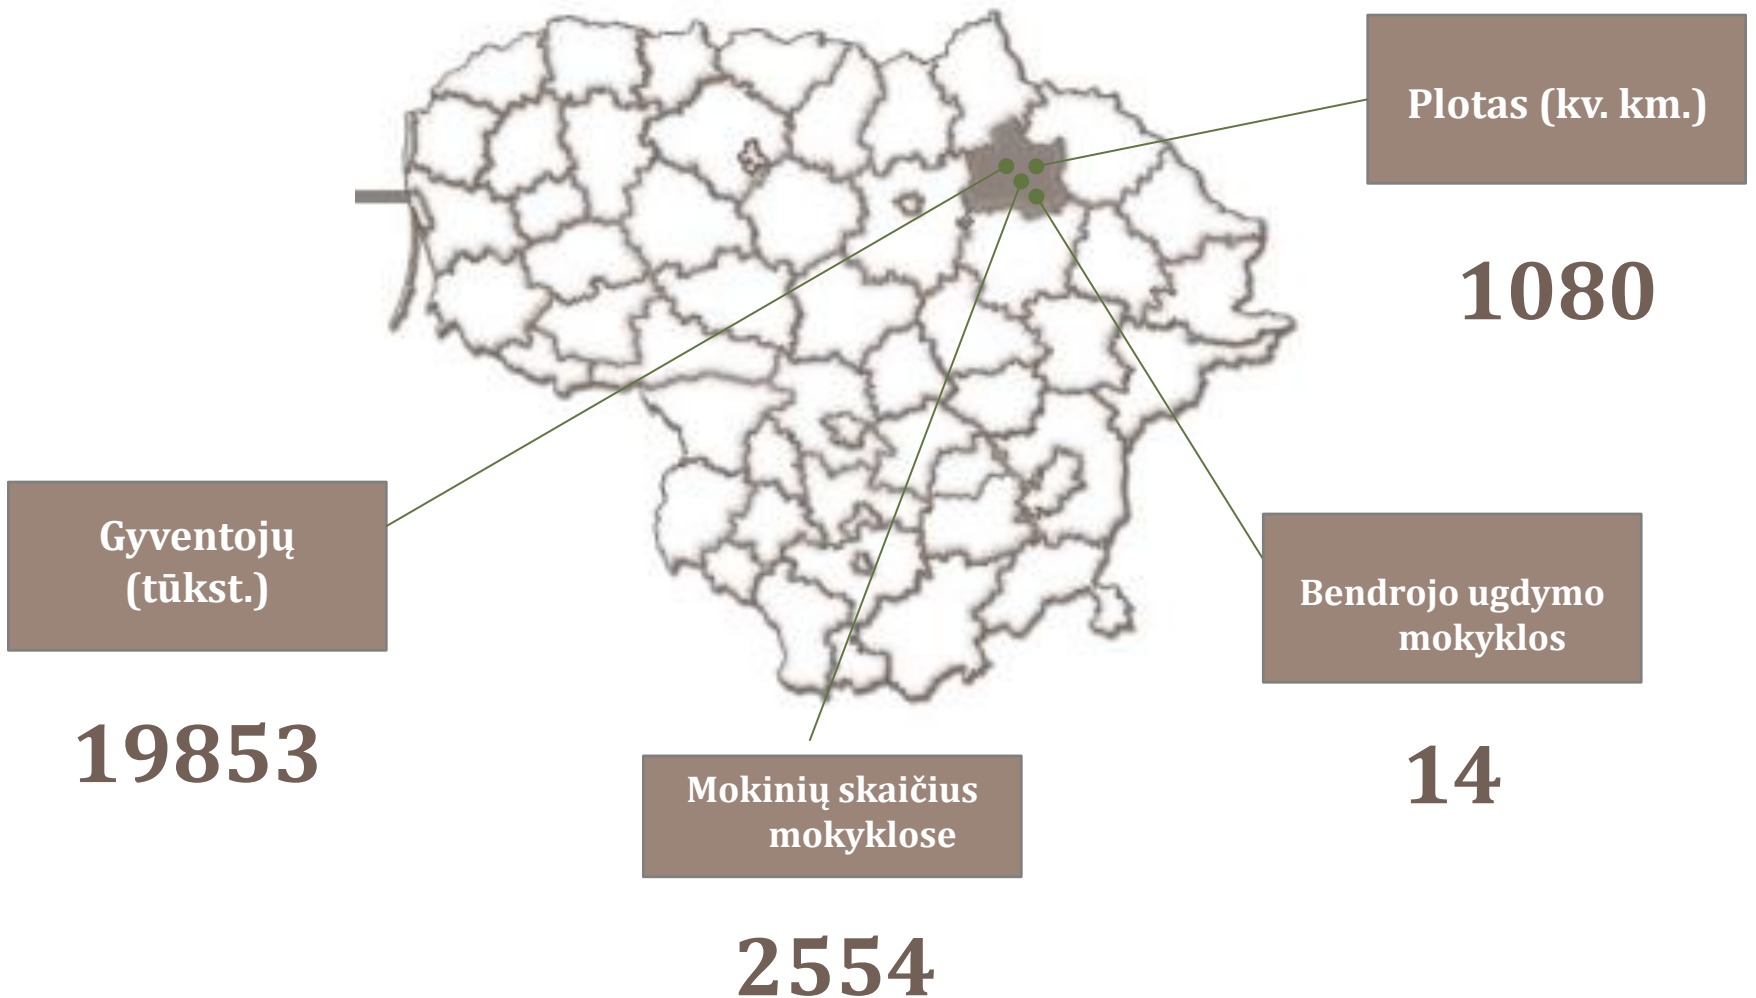 Plotas (kv. km.)
1080
Gyventojų
(tūkst.)
19853
Bendrojo ugdymo
mokyklos
14
Mokinių skaičius
mokyklose
2554